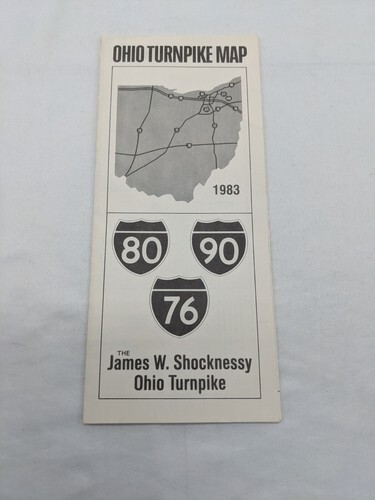 OHIO TURNPIKE MAP
1983
80 90
76
THE
James W. Shocknessy
Ohio Turnpike